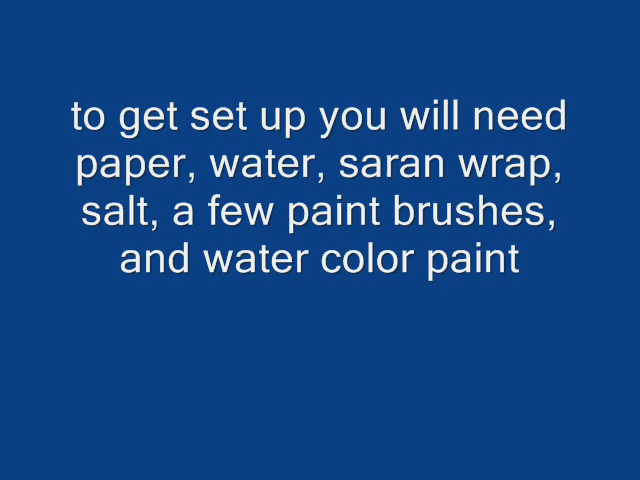 to get set up you will need
paper, water, saran wrap,
salt, a few paint brushes,
and water color paint